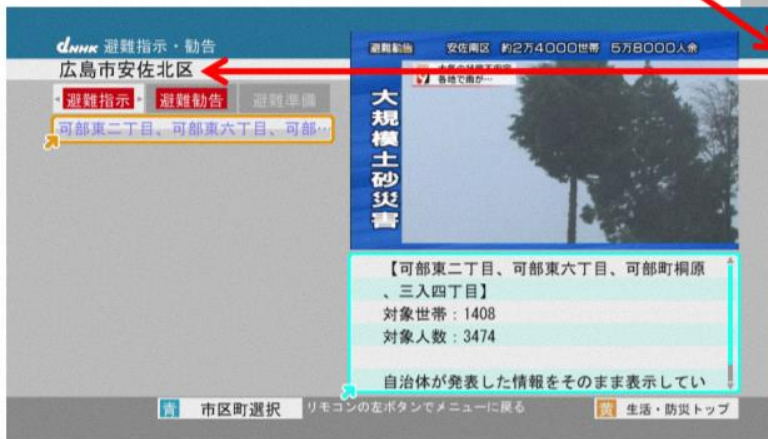 dNHK 避難指示・勧告
広島市安佐北区
避難指示 避難勧告 避難準備
可部東二丁目、可部東六丁目、可部…
避難勧告 安佐南区 約2万4000世帯 5万8000人余
各地で雨が…
大規模土砂災害
【可部東二丁目、可部東六丁目、可部町桐原
、三入四丁目】
対象世帯：1408
対象人数：3474
自治体が発表した情報をそのまま表示してい
青 市区町選択 リモコンの左ボタンでメニューに戻る 黄 生活・防災トップ